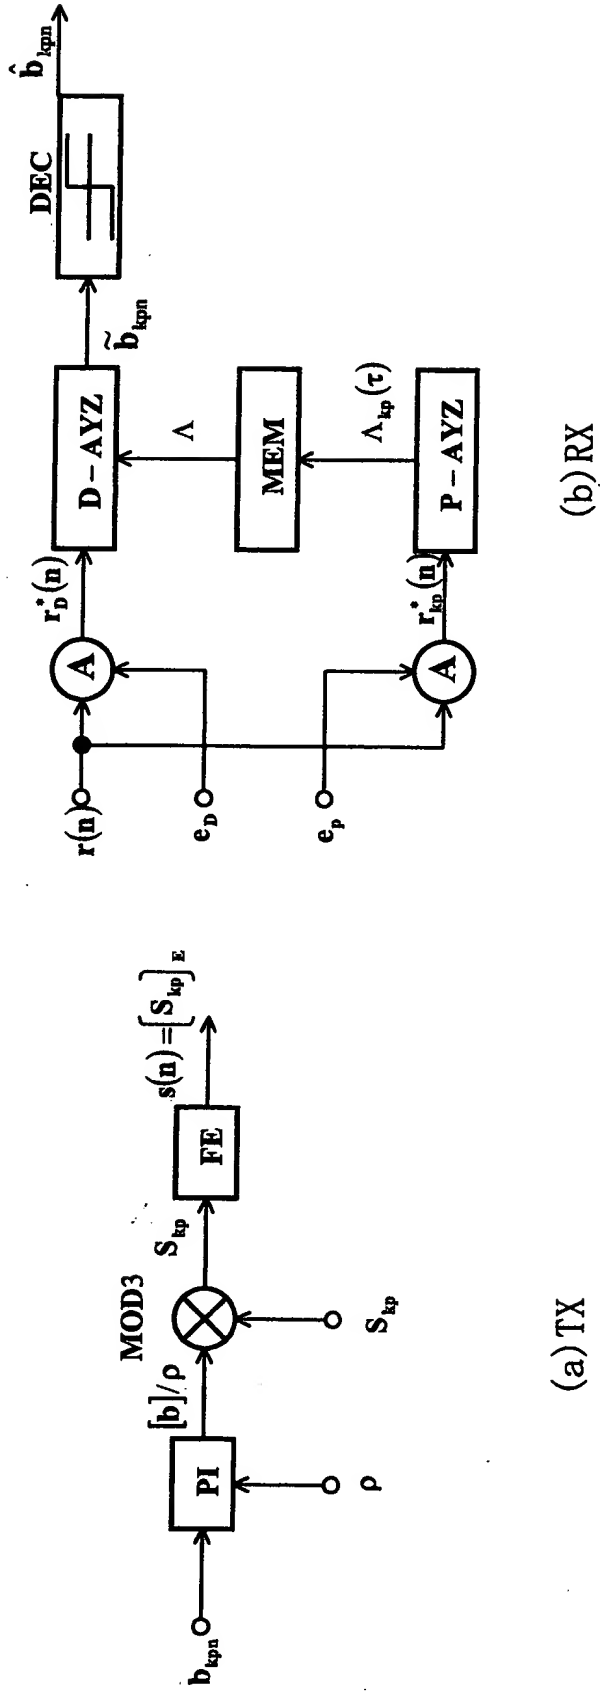 b_kpn
PI
ρ
[b]/ρ
MOD3
s_kp
S_kp
FE
s(n)=[S_kp]_E
(a)TX
r(n)
e_D
e_p
A
A
r*_D(n)
r*_kp(n)
D-AYZ
Λ
MEM
Λ_kp(τ)
P-AYZ
b̃_kpn
DEC
b̂_kpn
(b)RX